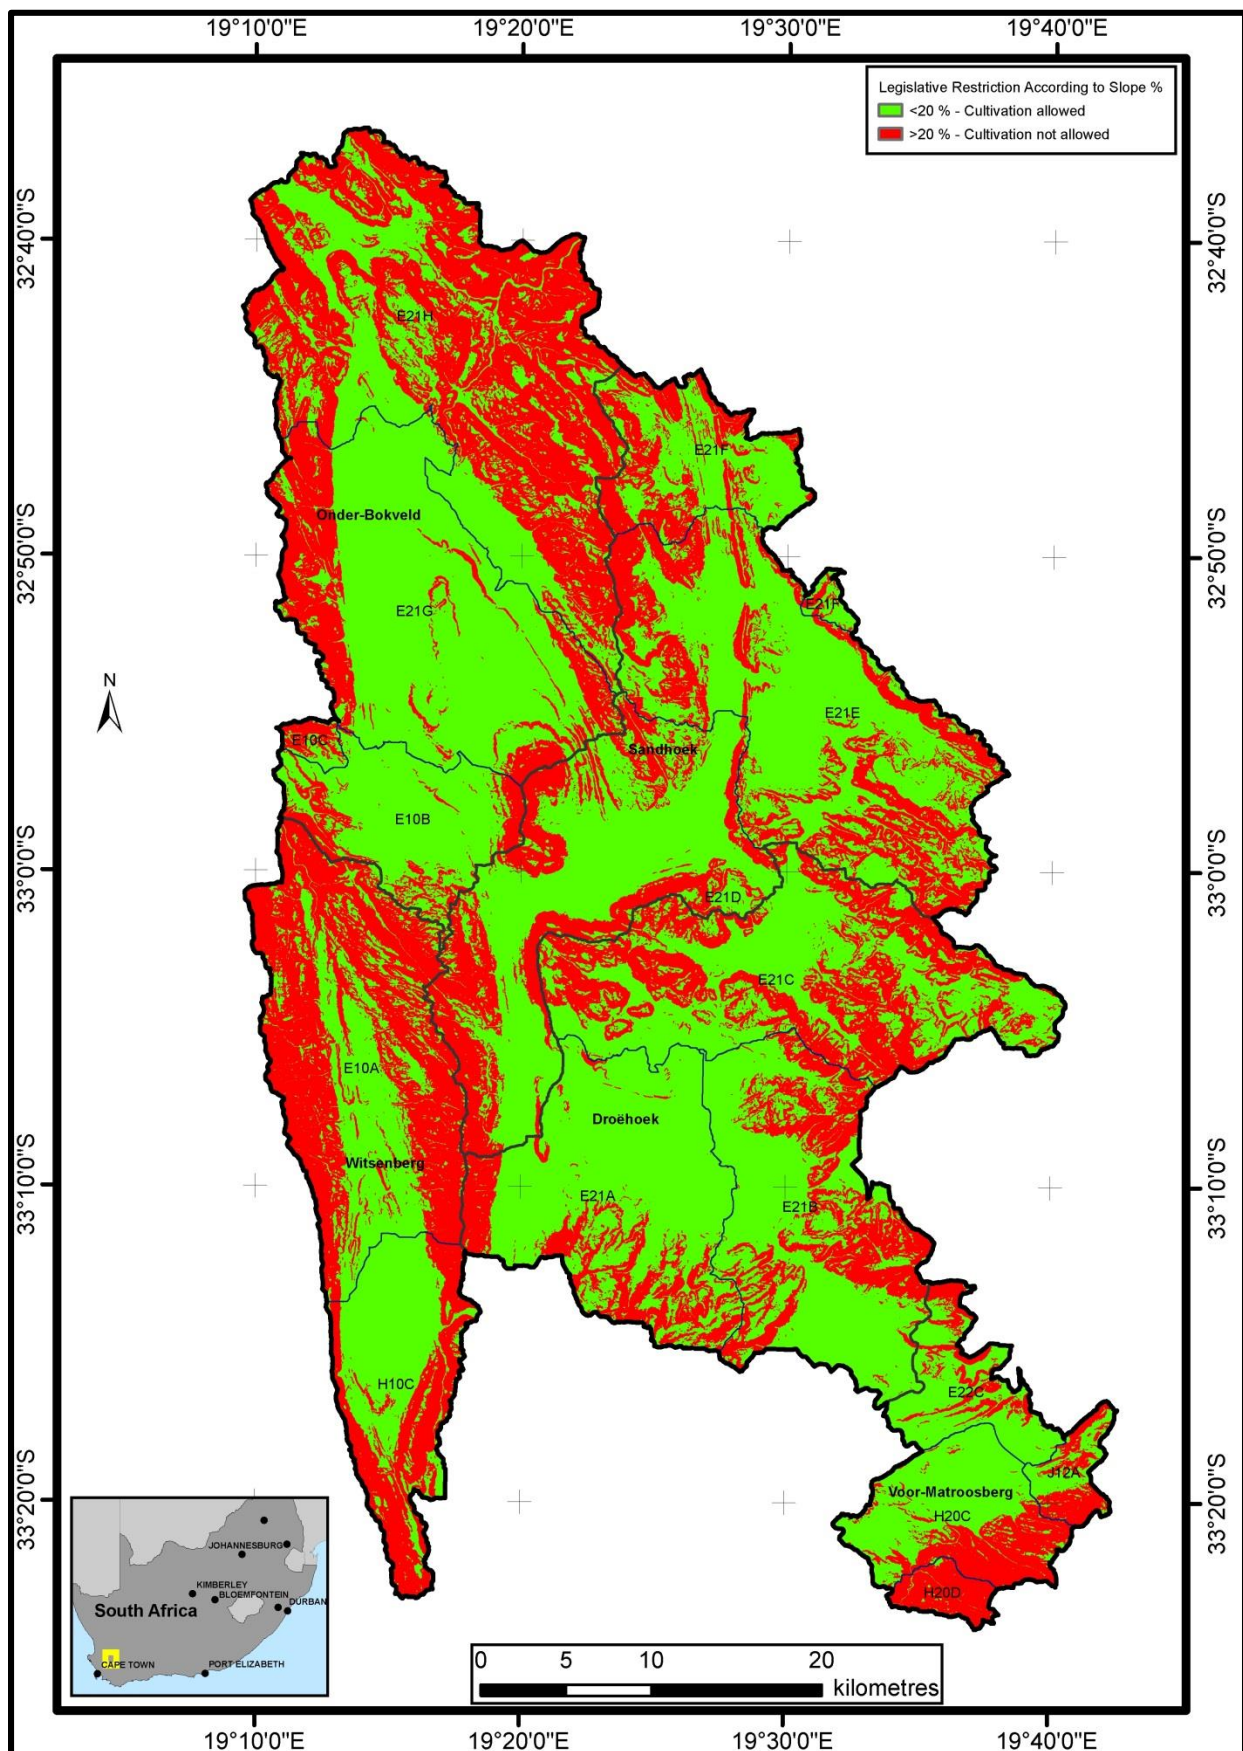 19°10'0"E 19°20'0"E 19°30'0"E 19°40'0"E
Legislative Restriction According to Slope %
<20 % - Cultivation allowed
>20 % - Cultivation not allowed
32°40'0"S 32°40'0"S
E21H
E21F
Onder-Bokveld
32°50'0"S 32°50'0"S
E21F
E21G
N
E21E
E10C
Sandhoek
E10B
33°0'0"S 33°0'0"S
E21D
E21C
E10A
Droëhoek
Witsenberg
33°10'0"S 33°10'0"S
E21A
E21B
H10C
E22C
J12A
Voor-Matroosberg
33°20'0"S 33°20'0"S
H20C
H20D
JOHANNESBURG
KIMBERLEY
BLOEMFONTEIN
DURBAN
South Africa
CAPE TOWN
PORT ELIZABETH
0 5 10 20
kilometres
19°10'0"E 19°20'0"E 19°30'0"E 19°40'0"E